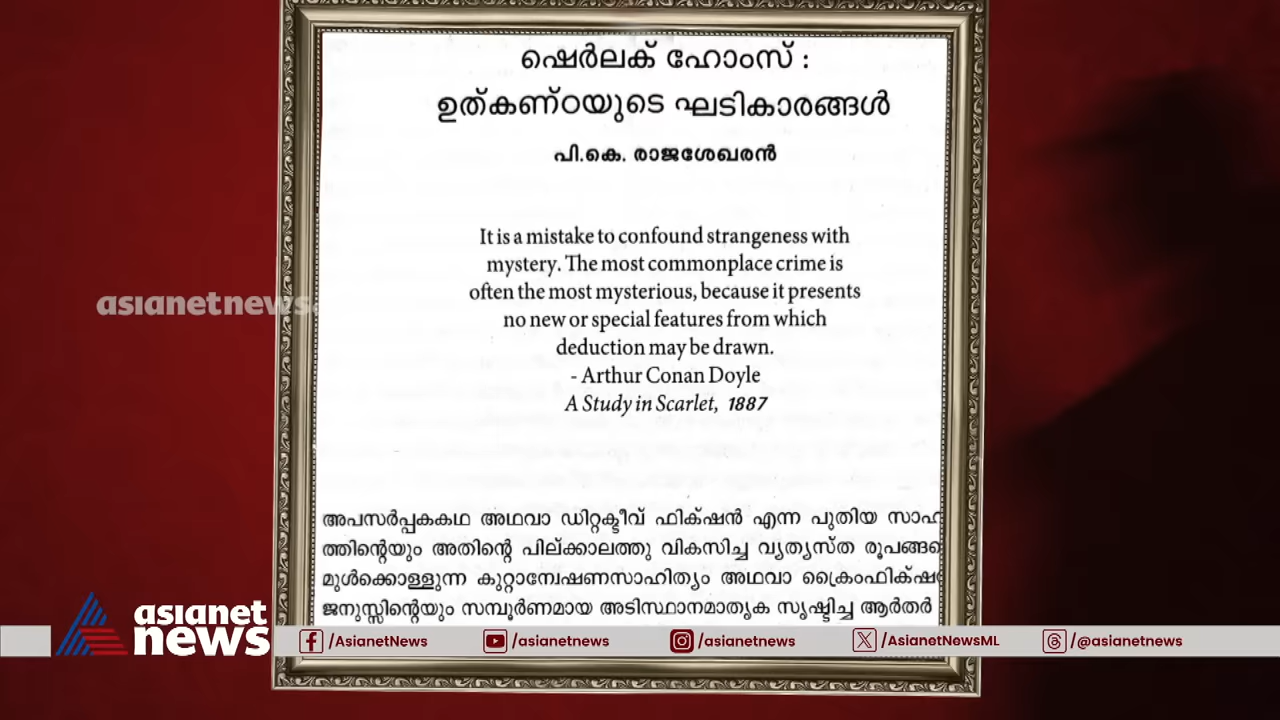 ഷെർലക് ഹോംസ് :
ഉത്കണ്ഠയുടെ ഘടികാരങ്ങൾ
പി.കെ. രാജശേഖരൻ
It is a mistake to confound strangeness with
mystery. The most commonplace crime is
often the most mysterious, because it presents
no new or special features from which
deduction may be drawn.
- Arthur Conan Doyle
A Study in Scarlet, 1887
asianetnews
അപസർപ്പകകഥ അഥവാ ഡിറ്റക്ടീവ് ഫിക്ഷൻ എന്ന പുതിയ
ത്തിന്റെയും അതിന്റെ പില്ക്കാലത്തു വികസിച്ച വ്യത്യസ്ത
മുൾക്കൊള്ളുന്ന കുറ്റാന്വേഷണസാഹിത്യം അഥവാ
ജനുസ്സിന്റെയും സമ്പൂർണമായ അടിസ്ഥാനമാതൃക സൃഷ്ടിച്ച ആർതർ
asianet
news
/AsianetNews /asianetnews /asianetnews /AsianetNewsML /@asianetnews